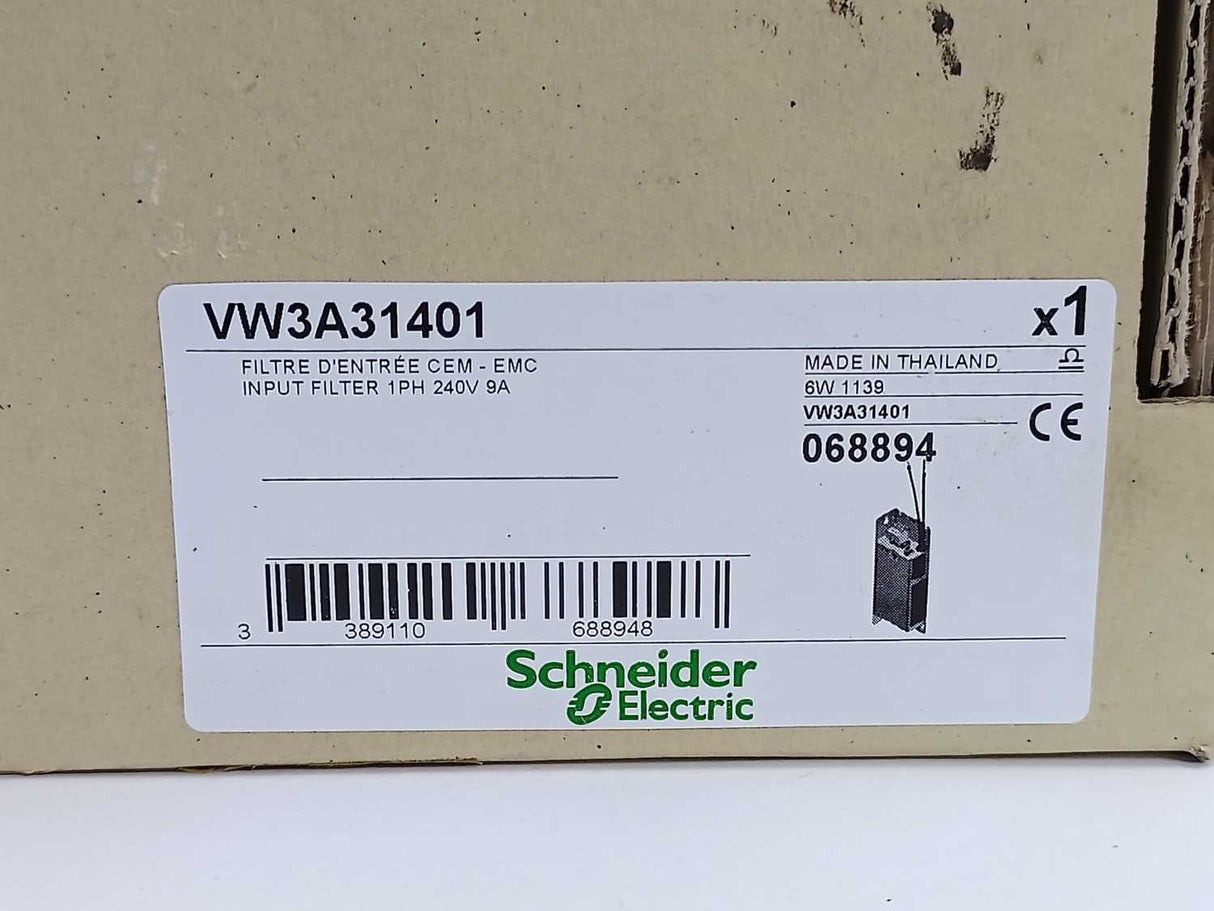 VW3A31401 x1
FILTRE D'ENTRÉE CEM - EMC
INPUT FILTER 1PH 240V 9A
MADE IN THAILAND
6W 1139
VW3A31401
CE
068894
3 389110 688948
Schneider
Electric